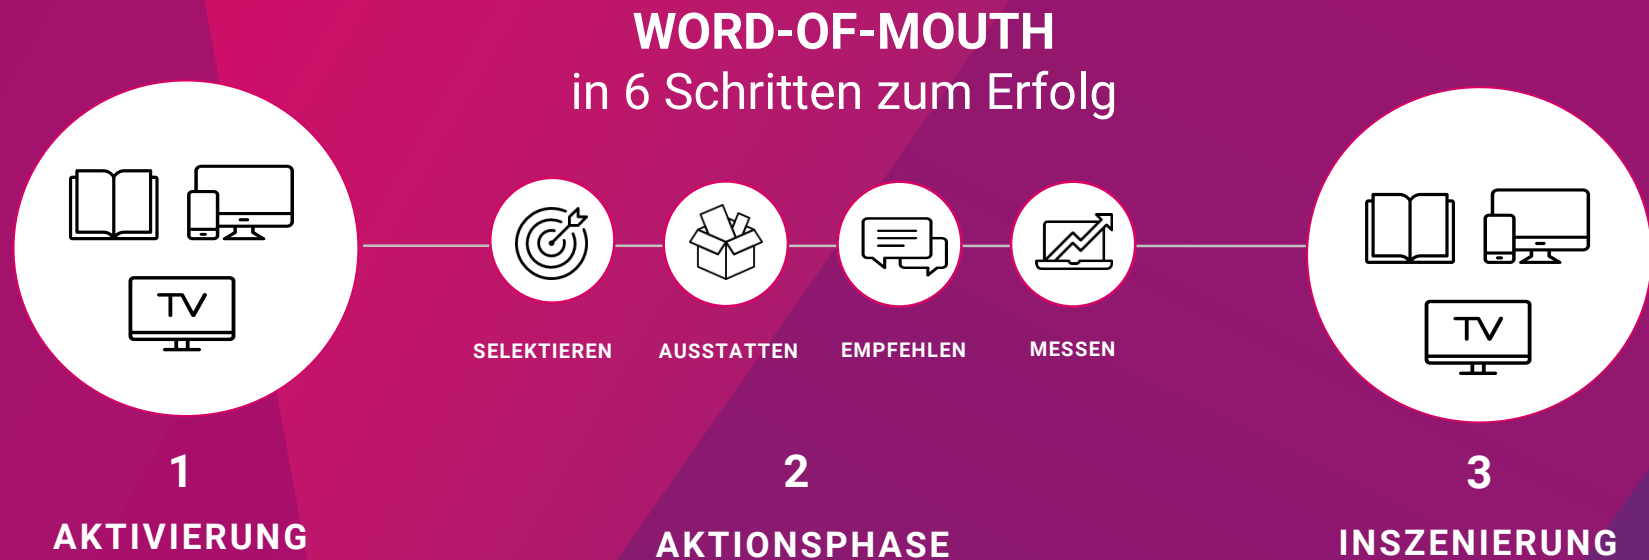 WORD-OF-MOUTH
in 6 Schritten zum Erfolg
TV
SELEKTIEREN
AUSSTATTEN
EMPFEHLEN
MESSEN
TV
1
AKTIVIERUNG
2
AKTIONSPHASE
3
INSZENIERUNG